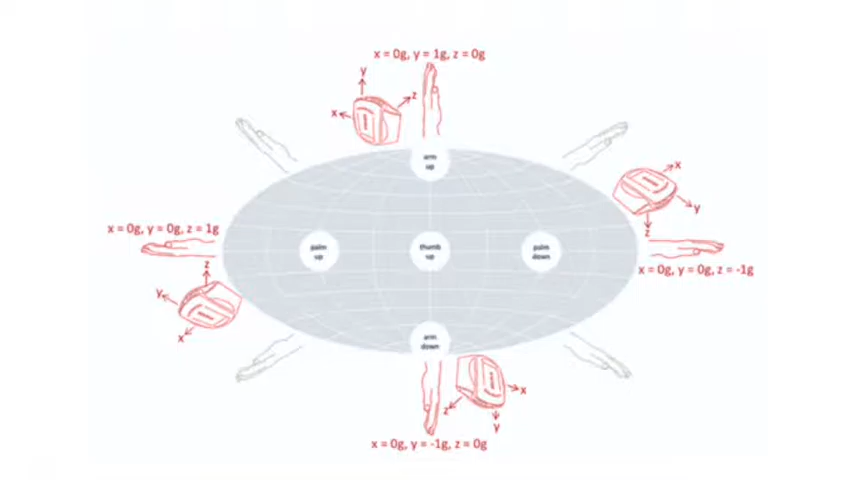 x = 0g, y = 1g, z = 0g
y
z
x
arm
up
x
y
z
x = 0g, y = 0g, z = 1g
palm
up
thumb
up
palm
down
x = 0g, y = 0g, z = -1g
z
y
x
arm
down
x
z
y
x = 0g, y = -1g, z = 0g